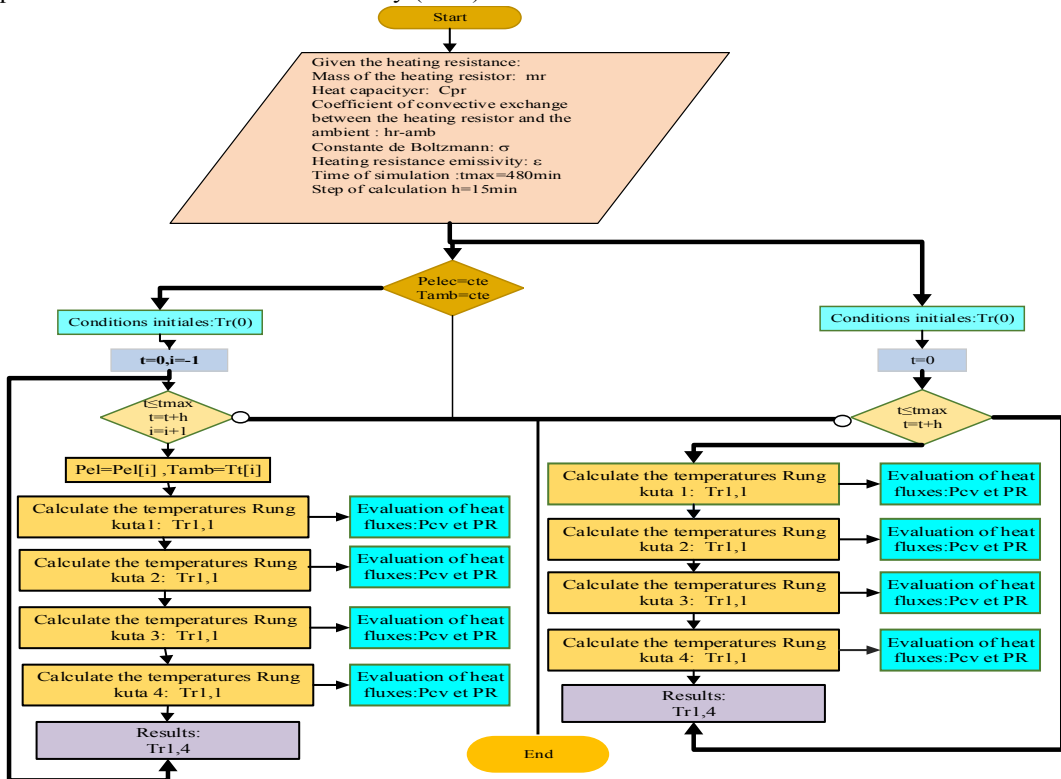 Start
Given the heating resistance:
Mass of the heating resistor: mr
Heat capacitycr: Cpr
Coefficient of convective exchange
between the heating resistor and the
ambient : hr-amb
Constante de Boltzmann: σ
Heating resistance emissivity: ε
Time of simulation :tmax=480min
Step of calculation h=15min
Pelec=cte
Tamb=cte
Conditions initiales:Tr(0)
t=0,i=-1
t≤tmax
t=t+h
i=i+1
Pel=Pel[i] ,Tamb=Tt[i]
Calculate the temperatures Rung
kuta1: Tr1,1
Evaluation of heat
fluxes:Pcv et PR
Calculate the temperatures Rung
kuta 2: Tr1,1
Evaluation of heat
fluxes:Pcv et PR
Calculate the temperatures Rung
kuta 3: Tr1,1
Evaluation of heat
fluxes:Pcv et PR
Calculate the temperatures Rung
kuta 4: Tr1,1
Evaluation of heat
fluxes:Pcv et PR
Results:
Tr1,4
Conditions initiales:Tr(0)
t=0
t≤tmax
t=t+h
Calculate the temperatures Rung
kuta 1: Tr1,1
Evaluation of heat
fluxes:Pcv et PR
Calculate the temperatures Rung
kuta 2: Tr1,1
Evaluation of heat
fluxes:Pcv et PR
Calculate the temperatures Rung
kuta 3: Tr1,1
Evaluation of heat
fluxes:Pcv et PR
Calculate the temperatures Rung
kuta 4: Tr1,1
Evaluation of heat
fluxes:Pcv et PR
Results:
Tr1,4
End